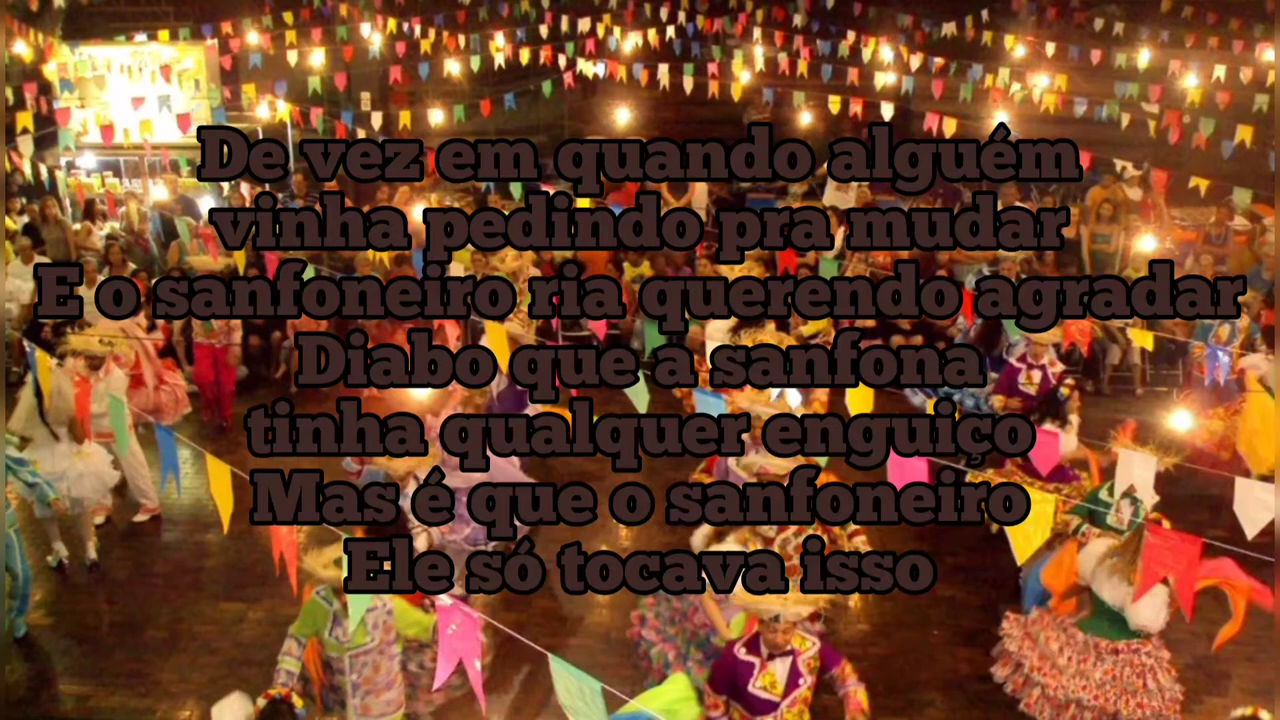 De vez em quando alguém
vinha pedindo pra mudar
E o sanfoneiro ria querendo agradar
Diabo que a sanfona
tinha qualquer enguiço
Mas é que o sanfoneiro
Ele só tocava isso